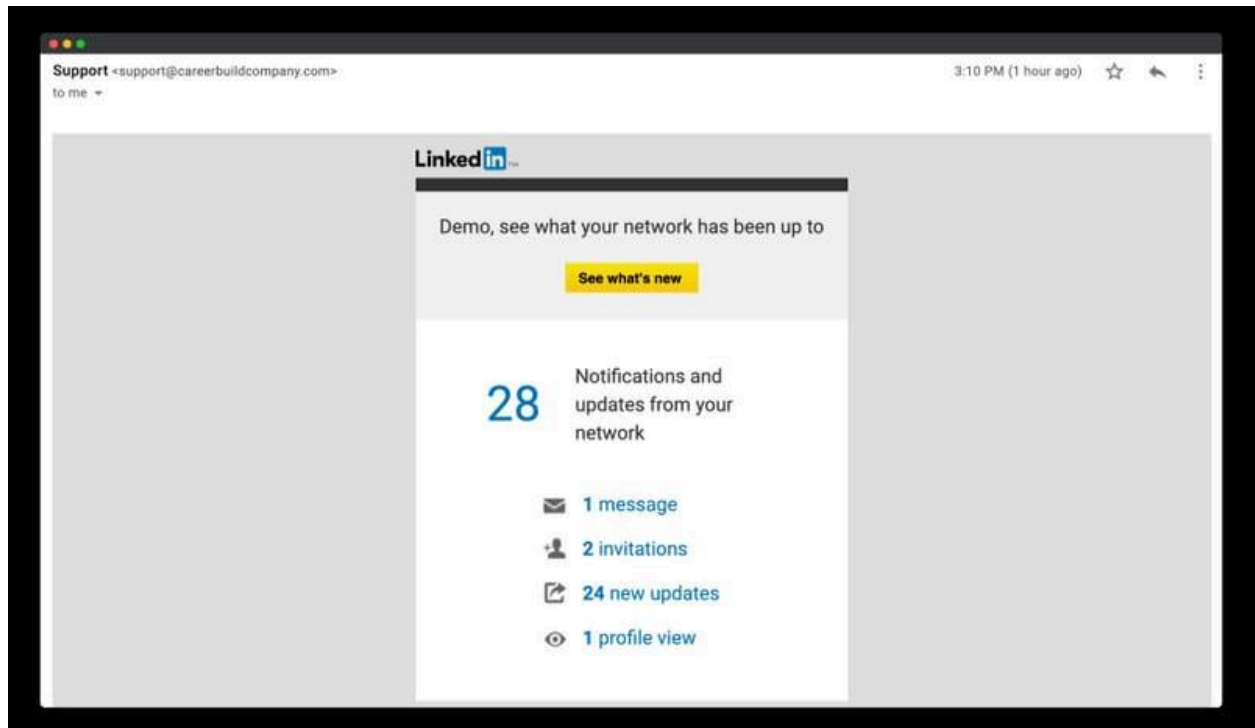 Support <support@careerbuildcompany.com>
3:10 PM (1 hour ago)
to me
Linked in
Demo, see what your network has been up to
See what's new
28
Notifications and
updates from your
network
1 message
2 invitations
24 new updates
1 profile view